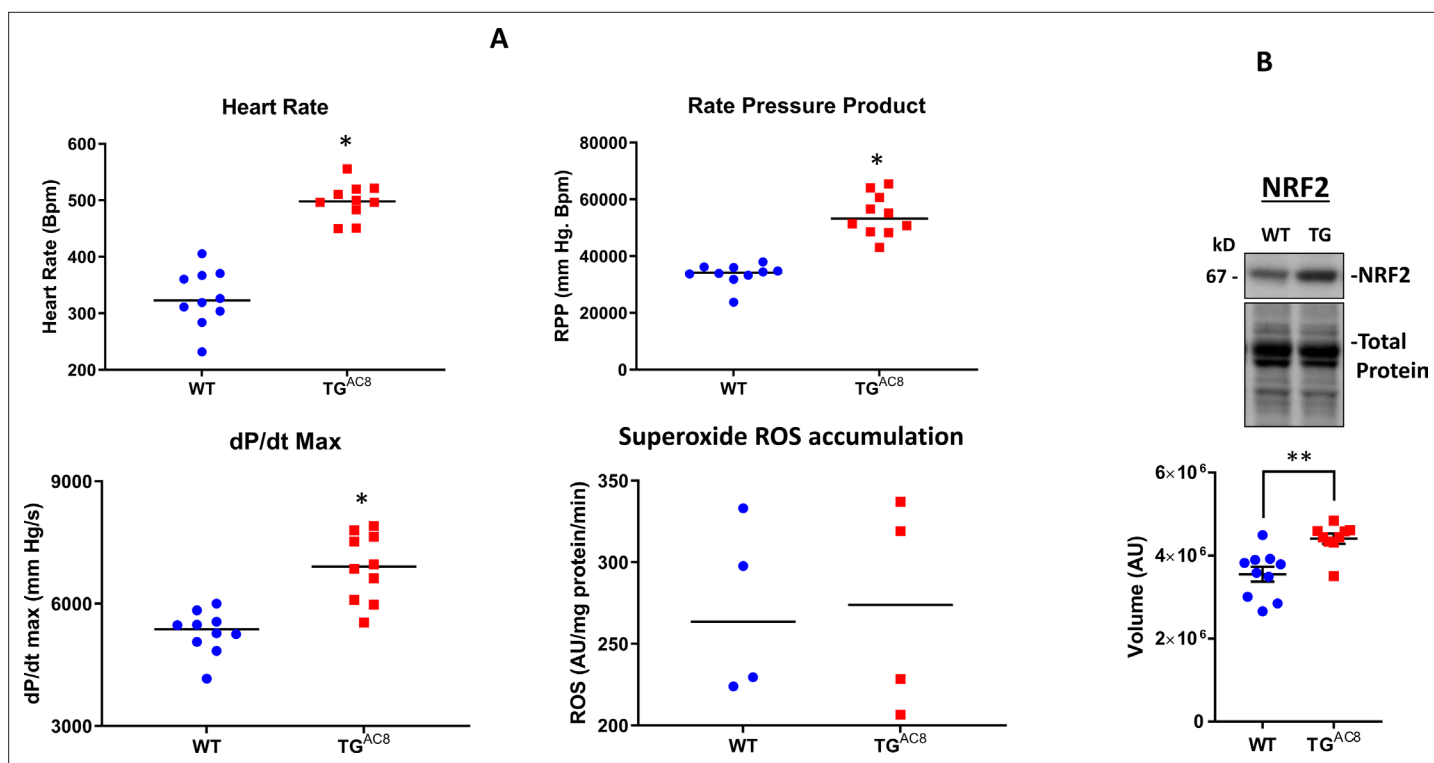 A
Heart Rate
Heart Rate (Bpm)
600
500
400
300
200
*
WT
TG^AC8
Rate Pressure Product
RPP (mm Hg. Bpm)
80000
60000
40000
20000
0
*
WT
TG^AC8
dP/dt Max
dP/dt max (mm Hg/s)
9000
6000
3000
*
WT
TG^AC8
Superoxide ROS accumulation
ROS (AU/mg protein/min)
350
300
250
200
WT
TG^AC8
B
NRF2
WT TG
kD
67 - -NRF2
-Total
Protein
Volume (AU)
6×10^6
4×10^6
2×10^6
0
**
WT
TG^AC8